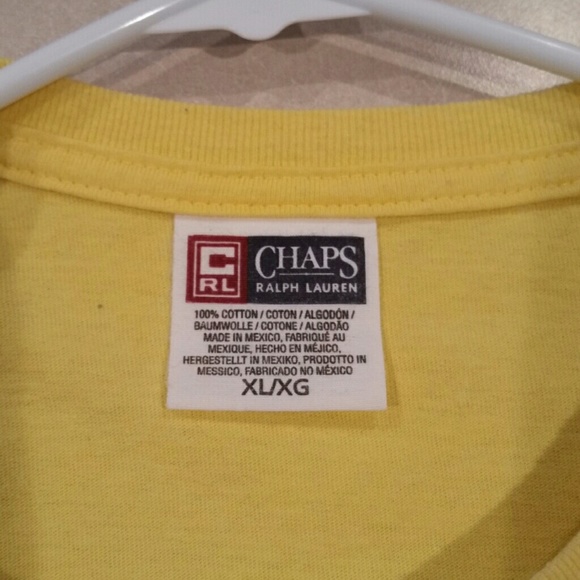 C
RL
CHAPS
RALPH LAUREN
100% COTTON / COTON / ALGODÓN /
BAUMWOLLE / COTONE / ALGODÃO
MADE IN MEXICO, FABRIQUÉ AU
MEXIQUE, HECHO EN MÉJICO,
HERGESTELLT IN MEXIKO, PRODOTTO IN
MESSICO, FABRICADO NO MÉXICO
XL/XG